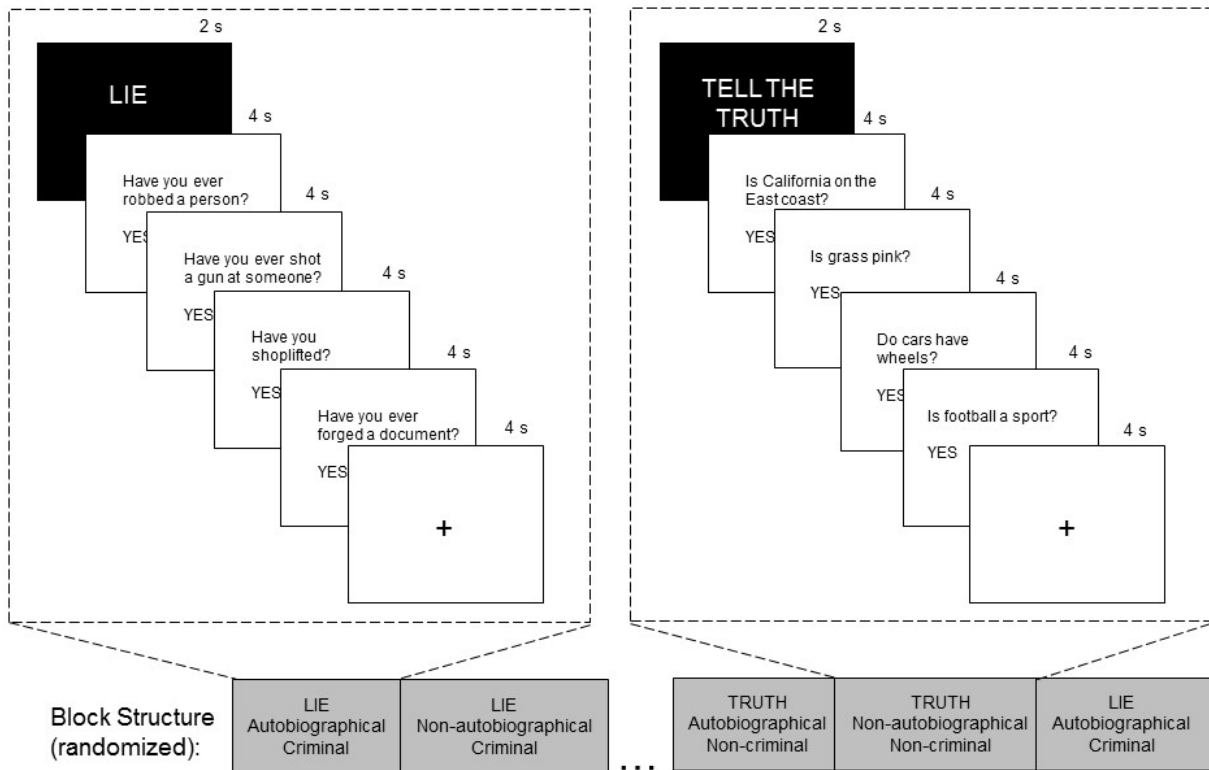 2 s
LIE
4 s
Have you ever
robbed a person?
YES
4 s
Have you ever shot
a gun at someone?
YES
4 s
Have you
shoplifted?
YES
4 s
Have you ever
forged a document?
YES
4 s
+
2 s
TELL THE
TRUTH
4 s
Is California on the
East coast?
YES
4 s
Is grass pink?
YES
4 s
Do cars have
wheels?
YES
4 s
Is football a sport?
YES
4 s
+
Block Structure
(randomized):
LIE
Autobiographical
Criminal
LIE
Non-autobiographical
Criminal
...
TRUTH
Autobiographical
Non-criminal
TRUTH
Non-autobiographical
Non-criminal
LIE
Autobiographical
Criminal